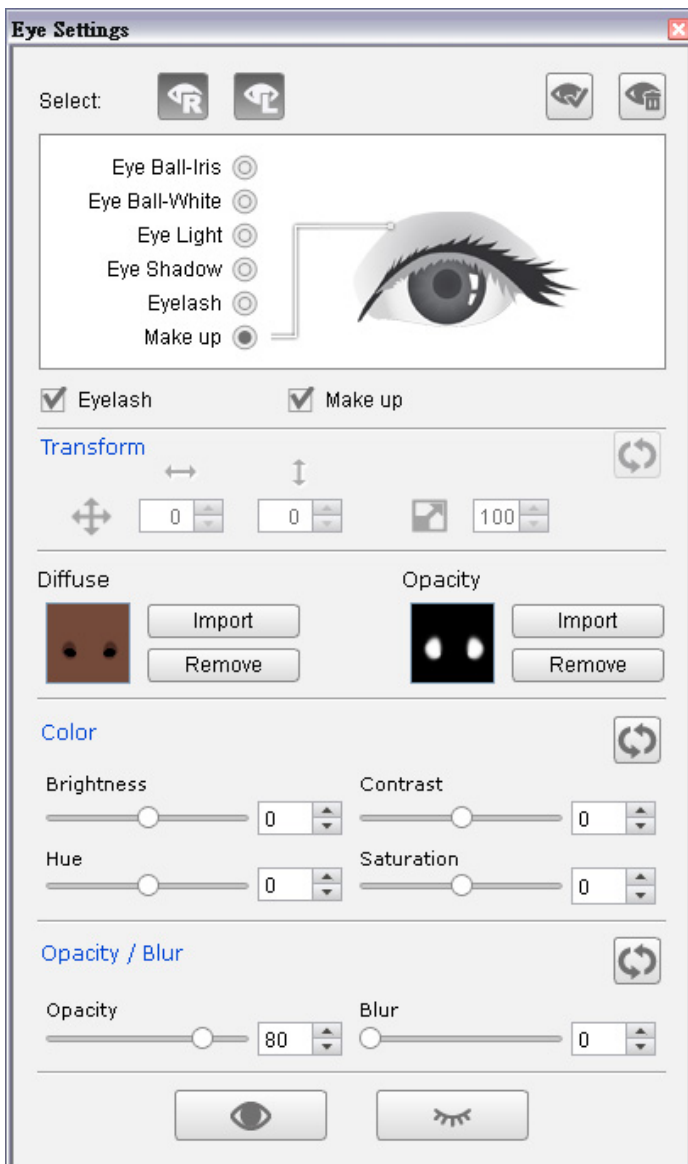 Eye Settings
Select:
R
L
Eye Ball-Iris
Eye Ball-White
Eye Light
Eye Shadow
Eyelash
Make up
Eyelash
Make up
Transform
0
0
100
Diffuse
Opacity
Import
Import
Remove
Remove
Color
Brightness
Contrast
0
0
Hue
Saturation
0
0
Opacity / Blur
Opacity
Blur
80
0